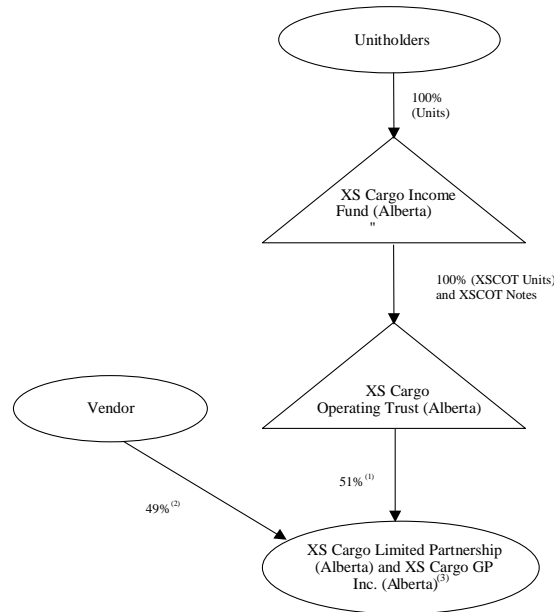 Unitholders
100%
(Units)
XS Cargo Income
Fund (Alberta)
"
100% (XSCOT Units)
and XSCOT Notes
XS Cargo
Operating Trust (Alberta)
Vendor
51% (1)
49% (2)
XS Cargo Limited Partnership
(Alberta) and XS Cargo GP
Inc. (Alberta)(3)